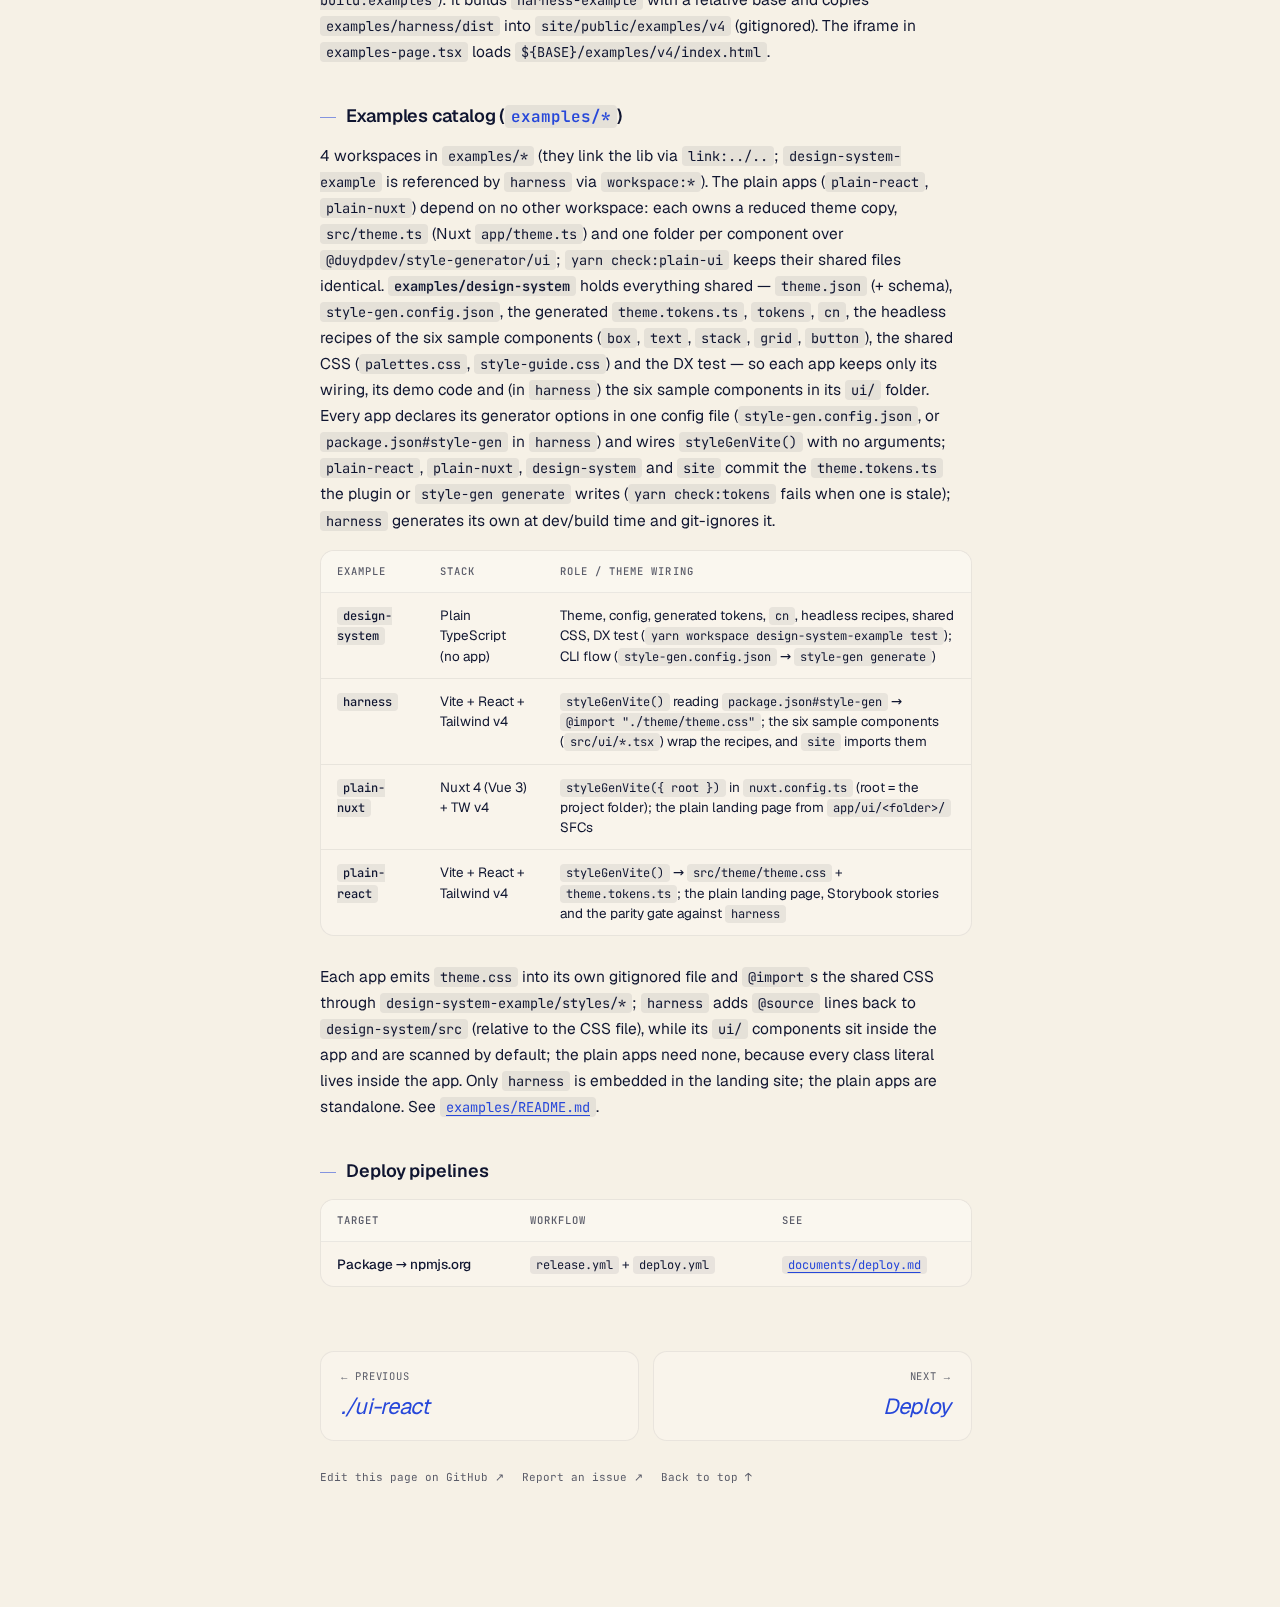 build:examples ). It builds harness-example with a relative base and copies
examples/harness/dist into site/public/examples/v4 (gitignored). The iframe in
examples-page.tsx loads ${BASE}/examples/v4/index.html .
— Examples catalog ( examples/* )
4 workspaces in examples/* (they link the lib via link:../.. ; design-system-
example is referenced by harness via workspace:* ). The plain apps ( plain-react ,
plain-nuxt ) depend on no other workspace: each owns a reduced theme copy,
src/theme.ts (Nuxt app/theme.ts ) and one folder per component over
@duydpdev/style-generator/ui ; yarn check:plain-ui keeps their shared files
identical. examples/design-system holds everything shared — theme.json (+ schema),
style-gen.config.json , the generated theme.tokens.ts , tokens , cn , the headless
recipes of the six sample components ( box , text , stack , grid , button ), the shared
CSS ( palettes.css , style-guide.css ) and the DX test — so each app keeps only its
wiring, its demo code and (in harness ) the six sample components in its ui/ folder.
Every app declares its generator options in one config file ( style-gen.config.json , or
package.json#style-gen in harness ) and wires styleGenVite() with no arguments;
plain-react , plain-nuxt , design-system and site commit the theme.tokens.ts
the plugin or style-gen generate writes ( yarn check:tokens fails when one is stale);
harness generates its own at dev/build time and git-ignores it.
EXAMPLE STACK ROLE / THEME WIRING
design- Plain Theme, config, generated tokens, cn , headless recipes, shared
system TypeScript CSS, DX test ( yarn workspace design-system-example test );
(no app) CLI flow ( style-gen.config.json → style-gen generate )
harness Vite + React + styleGenVite() reading package.json#style-gen →
Tailwind v4 @import "./theme/theme.css" ; the six sample components
( src/ui/*.tsx ) wrap the recipes, and site imports them
plain- Nuxt 4 (Vue 3) styleGenVite({ root }) in nuxt.config.ts (root = the
nuxt + TW v4 project folder); the plain landing page from app/ui/<folder>/
SFCs
plain- Vite + React + styleGenVite() → src/theme/theme.css +
react Tailwind v4 theme.tokens.ts ; the plain landing page, Storybook stories
and the parity gate against harness
Each app emits theme.css into its own gitignored file and @import s the shared CSS
through design-system-example/styles/* ; harness adds @source lines back to
design-system/src (relative to the CSS file), while its ui/ components sit inside the
app and are scanned by default; the plain apps need none, because every class literal
lives inside the app. Only harness is embedded in the landing site; the plain apps are
standalone. See examples/README.md .
— Deploy pipelines
TARGET WORKFLOW SEE
Package → npmjs.org release.yml + deploy.yml documents/deploy.md
← PREVIOUS NEXT →
./ui-react Deploy
Edit this page on GitHub ↗ Report an issue ↗ Back to top ↑